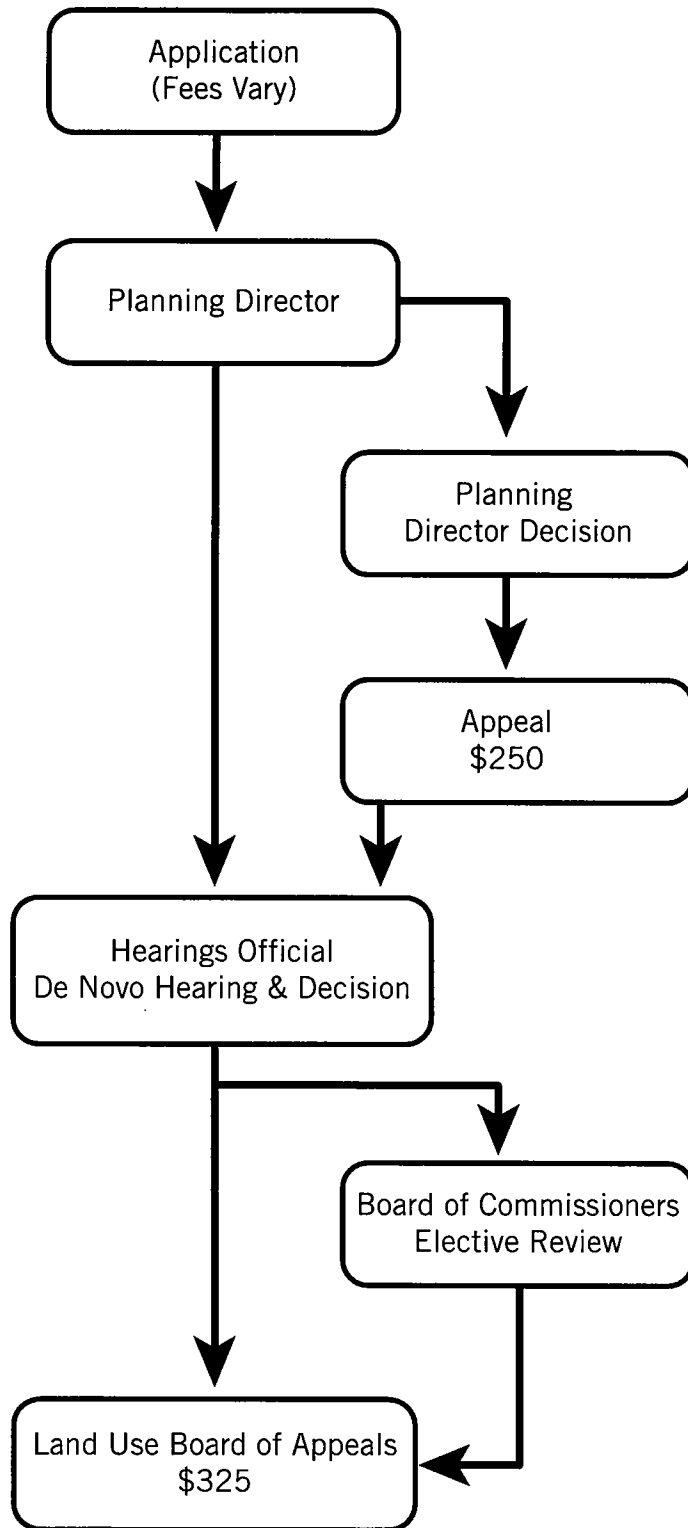 Application
(Fees Vary)
Planning Director
Planning
Director Decision
Appeal
$250
Hearings Official
De Novo Hearing & Decision
Board of Commissioners
Elective Review
Land Use Board of Appeals
$325